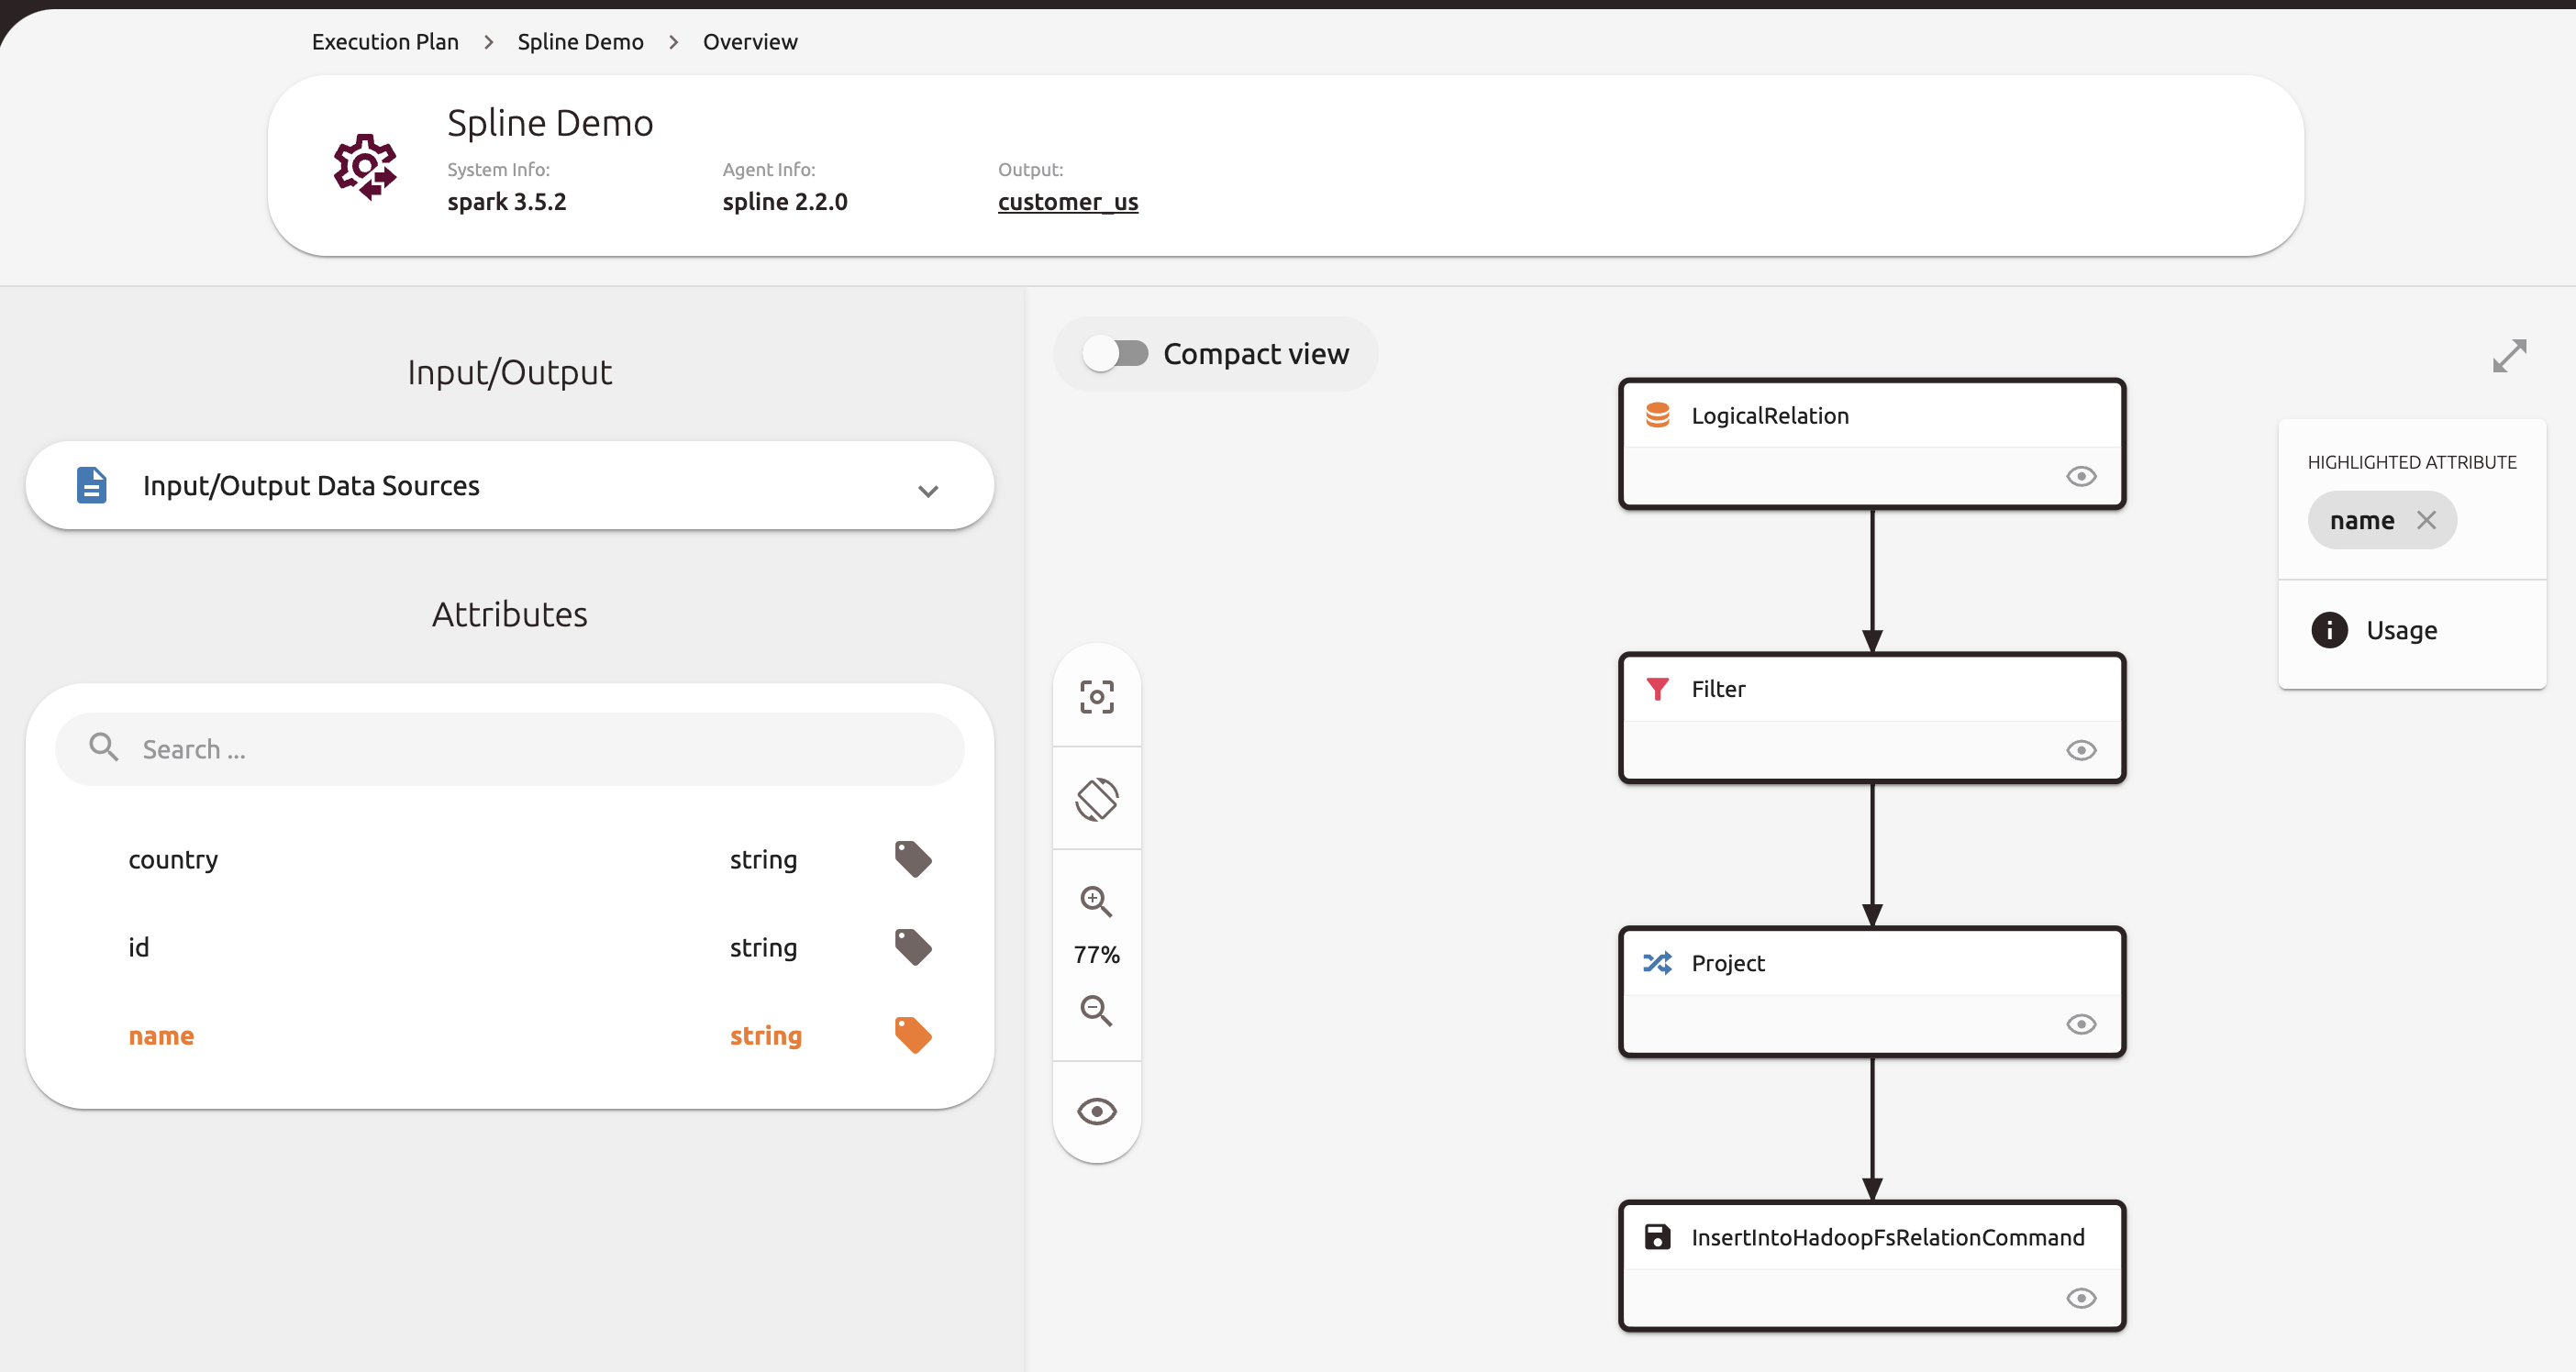 Execution Plan > Spline Demo > Overview
Spline Demo
System Info:
spark 3.5.2
Agent Info:
spline 2.2.0
Output:
customer_us
Input/Output
Input/Output Data Sources
Attributes
Search ...
country string
id string
name string
Compact view
77%
LogicalRelation
Filter
Project
InsertIntoHadoopFsRelationCommand
HIGHLIGHTED ATTRIBUTE
name
Usage